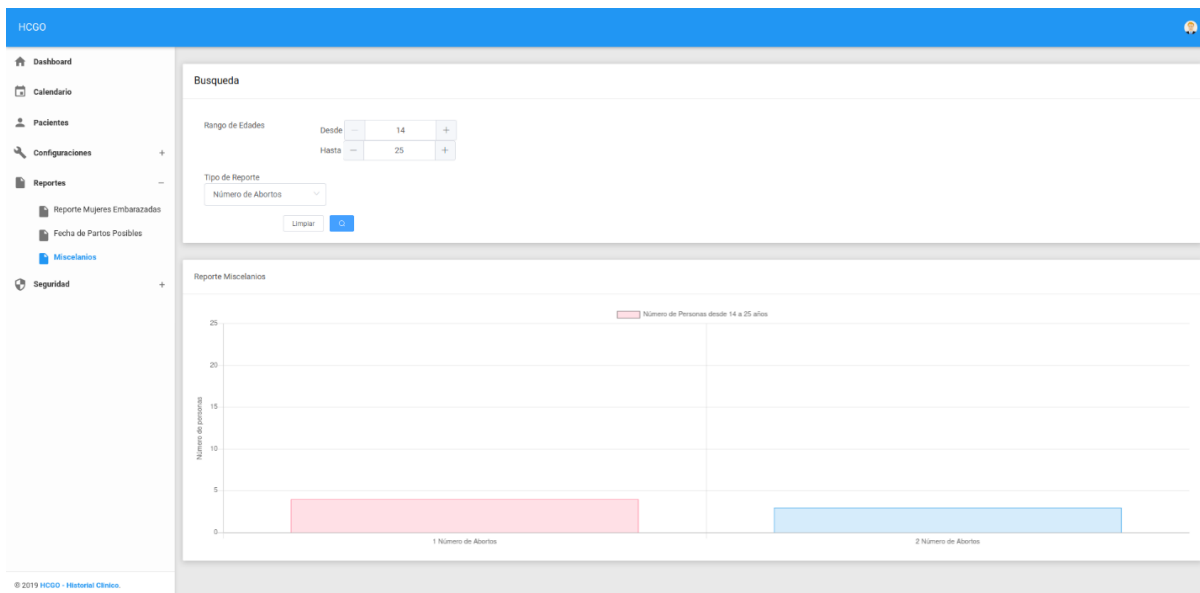 HCGO
Dashboard
Calendario
Pacientes
Configuraciones +
Reportes −
Reporte Mujeres Embarazadas
Fecha de Partos Posibles
Miscelanios
Seguridad +
© 2019 HCGO - Historial Clínico.
Busqueda
Rango de Edades
Desde − 14 +
Hasta − 25 +
Tipo de Reporte
Número de Abortos
Limpiar
Reporte Miscelanios
Número de Personas desde 14 a 25 años
Número de personas
25
20
15
10
5
0
1 Número de Abortos
2 Número de Abortos